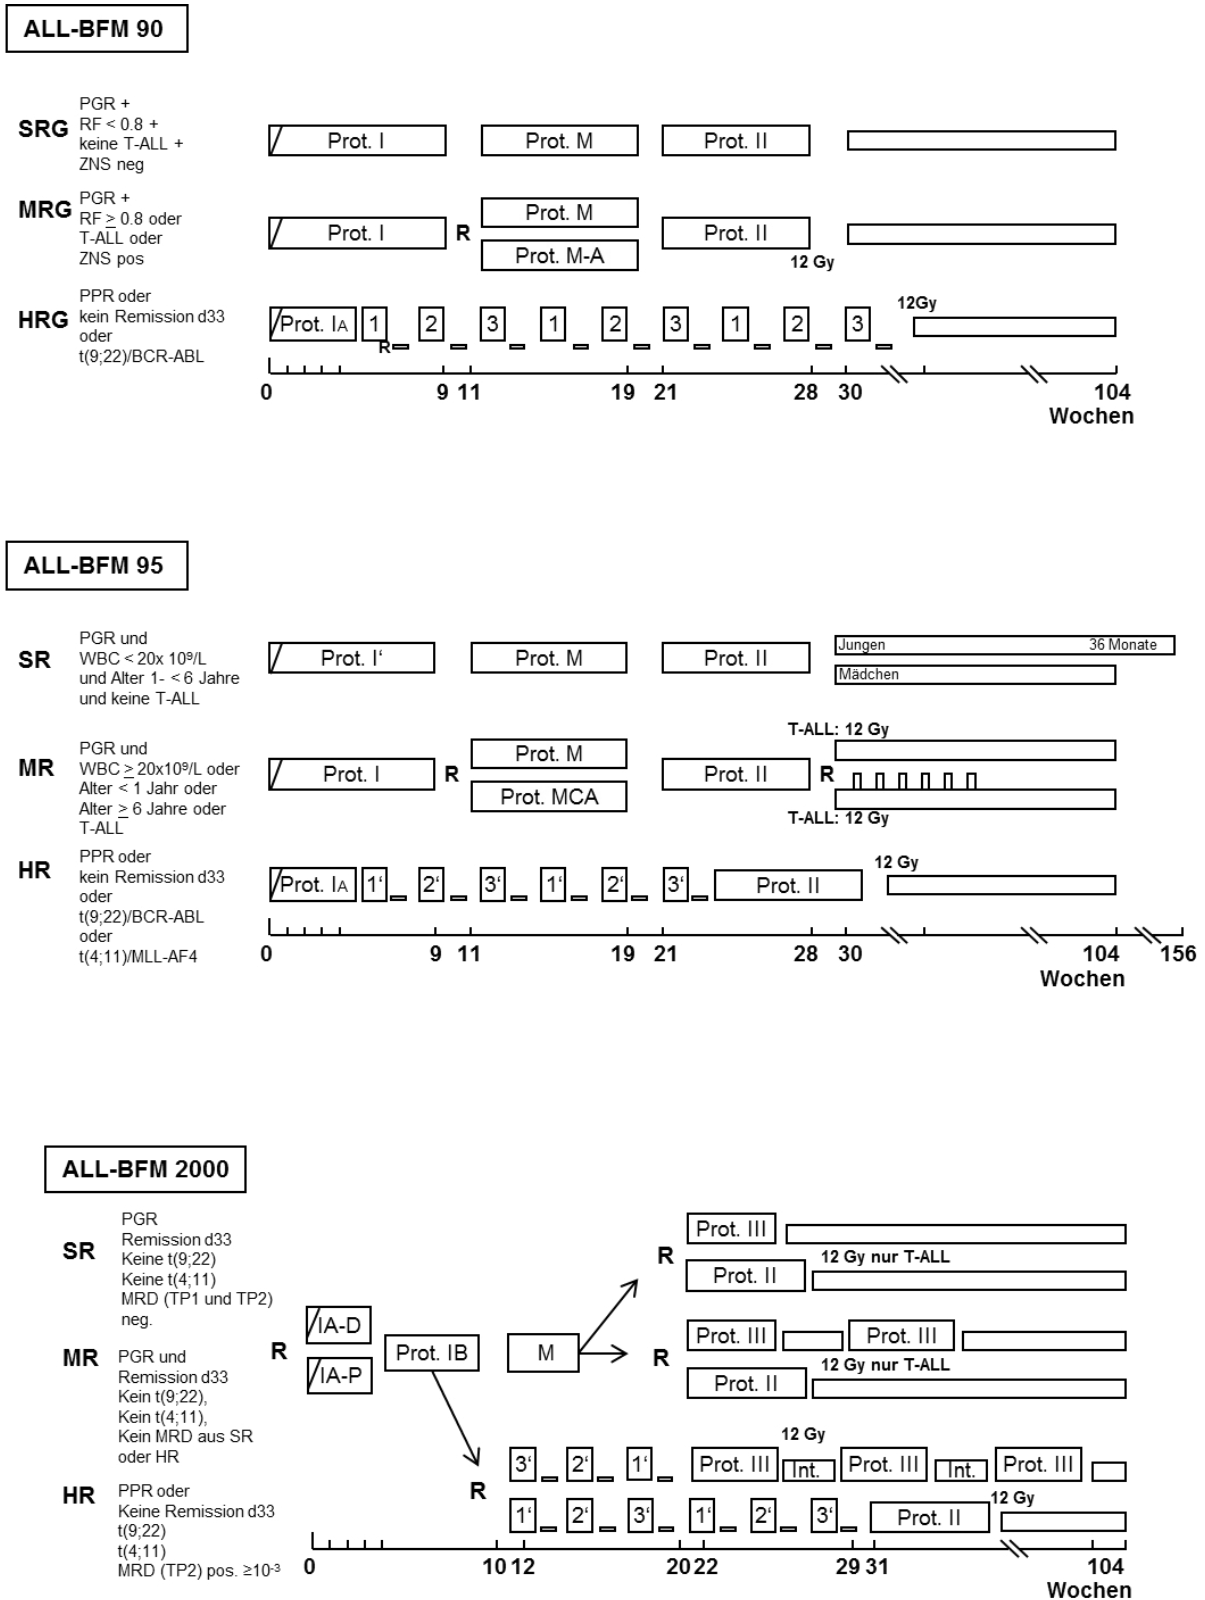 ALL-BFM 90
SRG
PGR +
RF < 0.8 +
keine T-ALL +
ZNS neg
Prot. I
Prot. M
Prot. II
MRG
PGR +
RF ≥ 0.8 oder
T-ALL oder
ZNS pos
Prot. I
R
Prot. M
Prot. M-A
Prot. II
12 Gy
HRG
PPR oder
kein Remission d33
oder
t(9;22)/BCR-ABL
Prot. IA
1
R
2
3
1
2
3
1
2
3
12Gy
0 9 11 19 21 28 30 104
Wochen
ALL-BFM 95
SR
PGR und
WBC < 20x 10⁹/L
und Alter 1- < 6 Jahre
und keine T-ALL
Prot. I‘
Prot. M
Prot. II
Jungen 36 Monate
Mädchen
MR
PGR und
WBC ≥ 20x10⁹/L oder
Alter < 1 Jahr oder
Alter ≥ 6 Jahre oder
T-ALL
Prot. I
R
Prot. M
Prot. MCA
Prot. II
R
T-ALL: 12 Gy
T-ALL: 12 Gy
HR
PPR oder
kein Remission d33
oder
t(9;22)/BCR-ABL
oder
t(4;11)/MLL-AF4
Prot. IA
1‘
2‘
3‘
1‘
2‘
3‘
Prot. II
12 Gy
0 9 11 19 21 28 30 104 156
Wochen
ALL-BFM 2000
SR
PGR
Remission d33
Keine t(9;22)
Keine t(4;11)
MRD (TP1 und TP2)
neg.
MR
PGR und
Remission d33
Kein t(9;22),
Kein t(4;11),
Kein MRD aus SR
oder HR
HR
PPR oder
Keine Remission d33
t(9;22)
t(4;11)
MRD (TP2) pos. ≥10⁻³
R
IA-D
IA-P
Prot. IB
M
R
Prot. III
Prot. II
12 Gy nur T-ALL
R
Prot. III
Prot. III
Prot. II
12 Gy nur T-ALL
R
3‘
2‘
1‘
Prot. III
12 Gy
Int.
Prot. III
Int.
Prot. III
1‘
2‘
3‘
1‘
2‘
3‘
Prot. II
12 Gy
0 10 12 20 22 29 31 104
Wochen